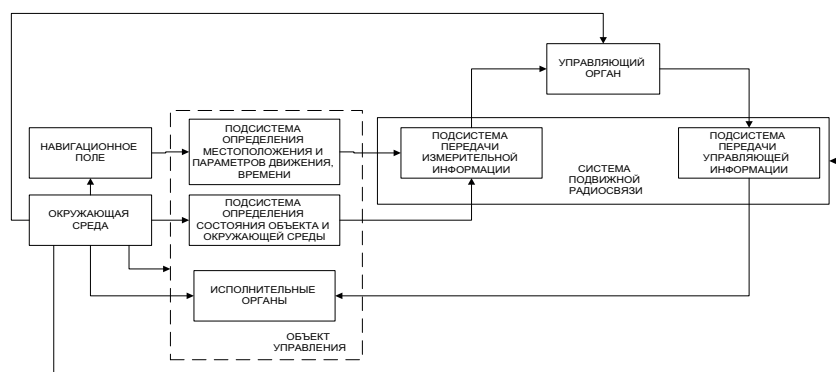 УПРАВЛЯЮЩИЙ
ОРГАН
НАВИГАЦИОННОЕ
ПОЛЕ
ПОДСИСТЕМА
ОПРЕДЕЛЕНИЯ
МЕСТОПОЛОЖЕНИЯ И
ПАРАМЕТРОВ ДВИЖЕНИЯ,
ВРЕМЕНИ
ПОДСИСТЕМА
ПЕРЕДАЧИ
ИЗМЕРИТЕЛЬНОЙ
ИНФОРМАЦИИ
СИСТЕМА
ПОДВИЖНОЙ
РАДИОСВЯЗИ
ПОДСИСТЕМА
ПЕРЕДАЧИ
УПРАВЛЯЮЩЕЙ
ИНФОРМАЦИИ
ОКРУЖАЮЩАЯ
СРЕДА
ПОДСИСТЕМА
ОПРЕДЕЛЕНИЯ
СОСТОЯНИЯ ОБЪЕКТА И
ОКРУЖАЮЩЕЙ СРЕДЫ
ИСПОЛНИТЕЛЬНЫЕ
ОРГАНЫ
ОБЪЕКТ
УПРАВЛЕНИЯ